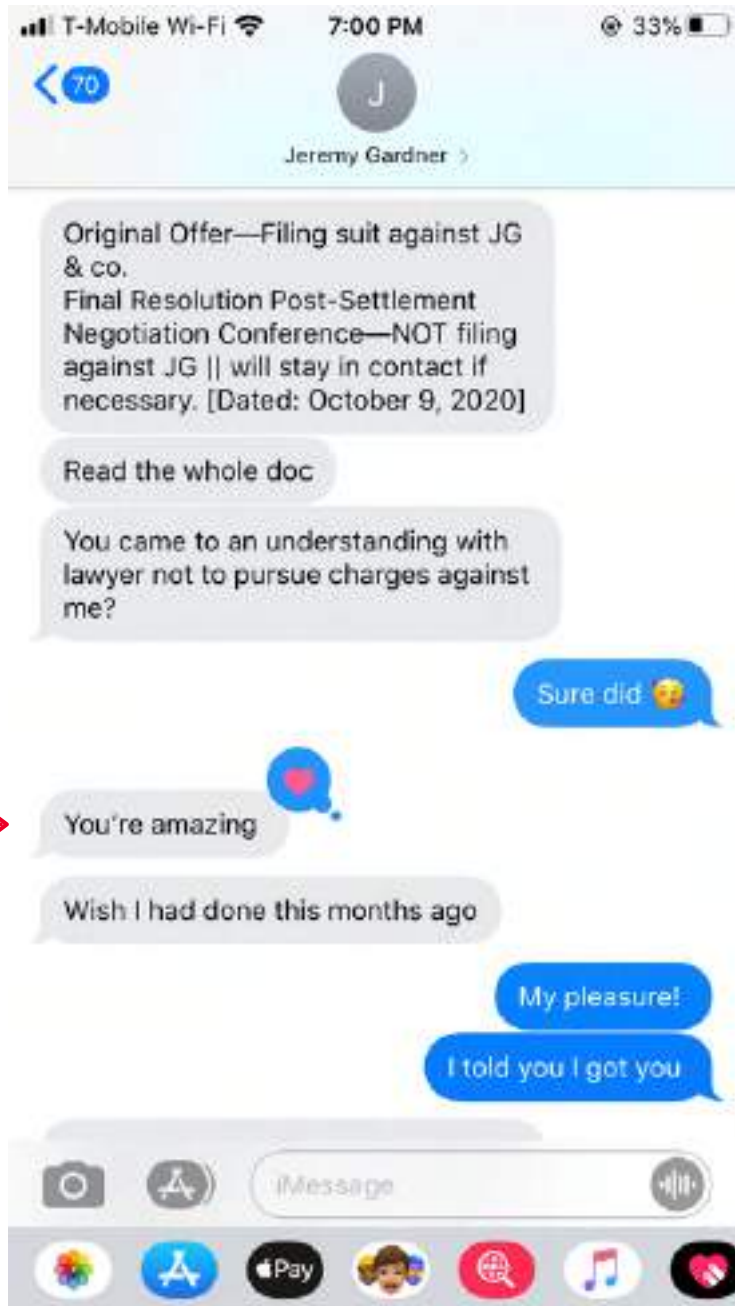 T-Mobile Wi-Fi 7:00 PM 33%
70
J
Jeremy Gardner
Original Offer—Filing suit against JG
& co.
Final Resolution Post-Settlement
Negotiation Conference—NOT filing
against JG || will stay in contact if
necessary. [Dated: October 9, 2020]
Read the whole doc
You came to an understanding with
lawyer not to pursue charges against
me?
Sure did 🥳
You're amazing
Wish I had done this months ago
My pleasure!
I told you I got you
iMessage
Pay